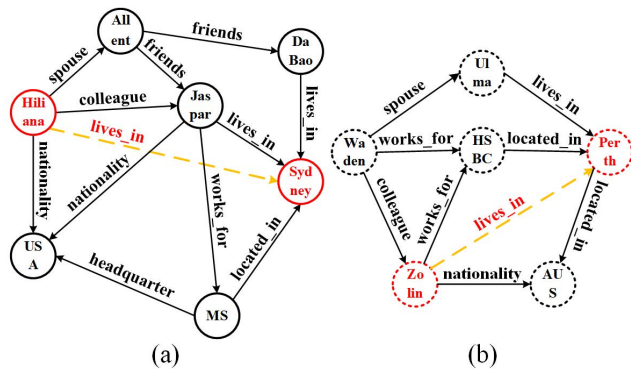 All
ent
friends
Da
Bao
spouse
friends
Hili
ana
colleague
Jas
par
lives_in
lives_in
lives_in
Syd
ney
nationality
nationality
works_for
located_in
US
A
headquarter
MS
(a)
Ul
ma
spouse
lives_in
Wa
den
works_for
HS
BC
located_in
Per
th
colleague
works_for
lives_in
located_in
Zo
lin
nationality
AU
S
(b)